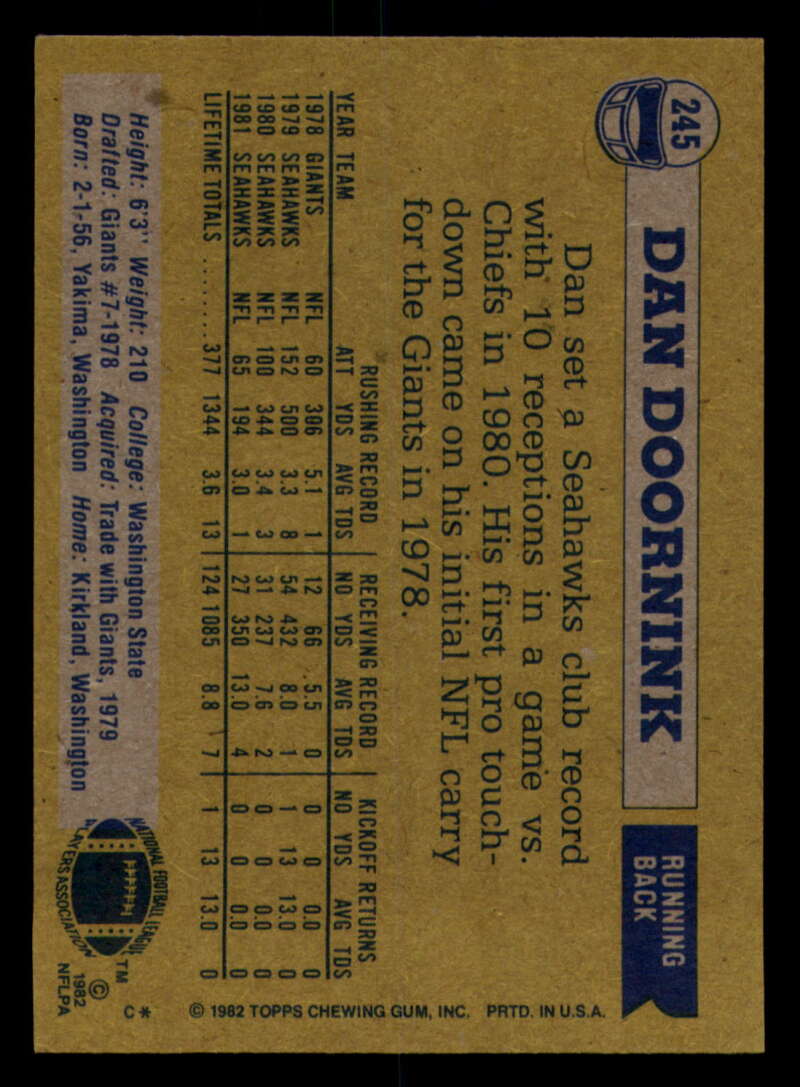 245
DAN DOORNINK
RUNNING
BACK
Dan set a Seahawks club record
with 10 receptions in a game vs.
Chiefs in 1980. His first pro touch-
down came on his initial NFL carry
for the Giants in 1978.
RUSHING RECORD RECEIVING RECORD KICKOFF RETURNS
YEAR TEAM ATT YDS AVG TDS NO YDS AVG TDS NO YDS AVG TDS
1978 GIANTS NFL 60 306 5.1 1 12 66 5.5 0 0 0 0.0 0
1979 SEAHAWKS NFL 152 500 3.3 8 54 432 8.0 1 1 13 13.0 0
1980 SEAHAWKS NFL 100 344 3.4 3 31 237 7.6 2 0 0 0.0 0
1981 SEAHAWKS NFL 65 194 3.0 1 27 350 13.0 4 0 0 0.0 0
LIFETIME TOTALS ........ 377 1344 3.6 13 124 1085 8.8 7 1 13 13.0 0
Height: 6'3" Weight: 210 College: Washington State
Drafted: Giants #7-1978 Acquired: Trade with Giants, 1979
Born: 2-1-56, Yakima, Washington Home: Kirkland, Washington
NATIONAL FOOTBALL LEAGUE
PLAYERS ASSOCIATION
TM
© 1982
NFLPA
C*
© 1982 TOPPS CHEWING GUM, INC. PRTD. IN U.S.A.